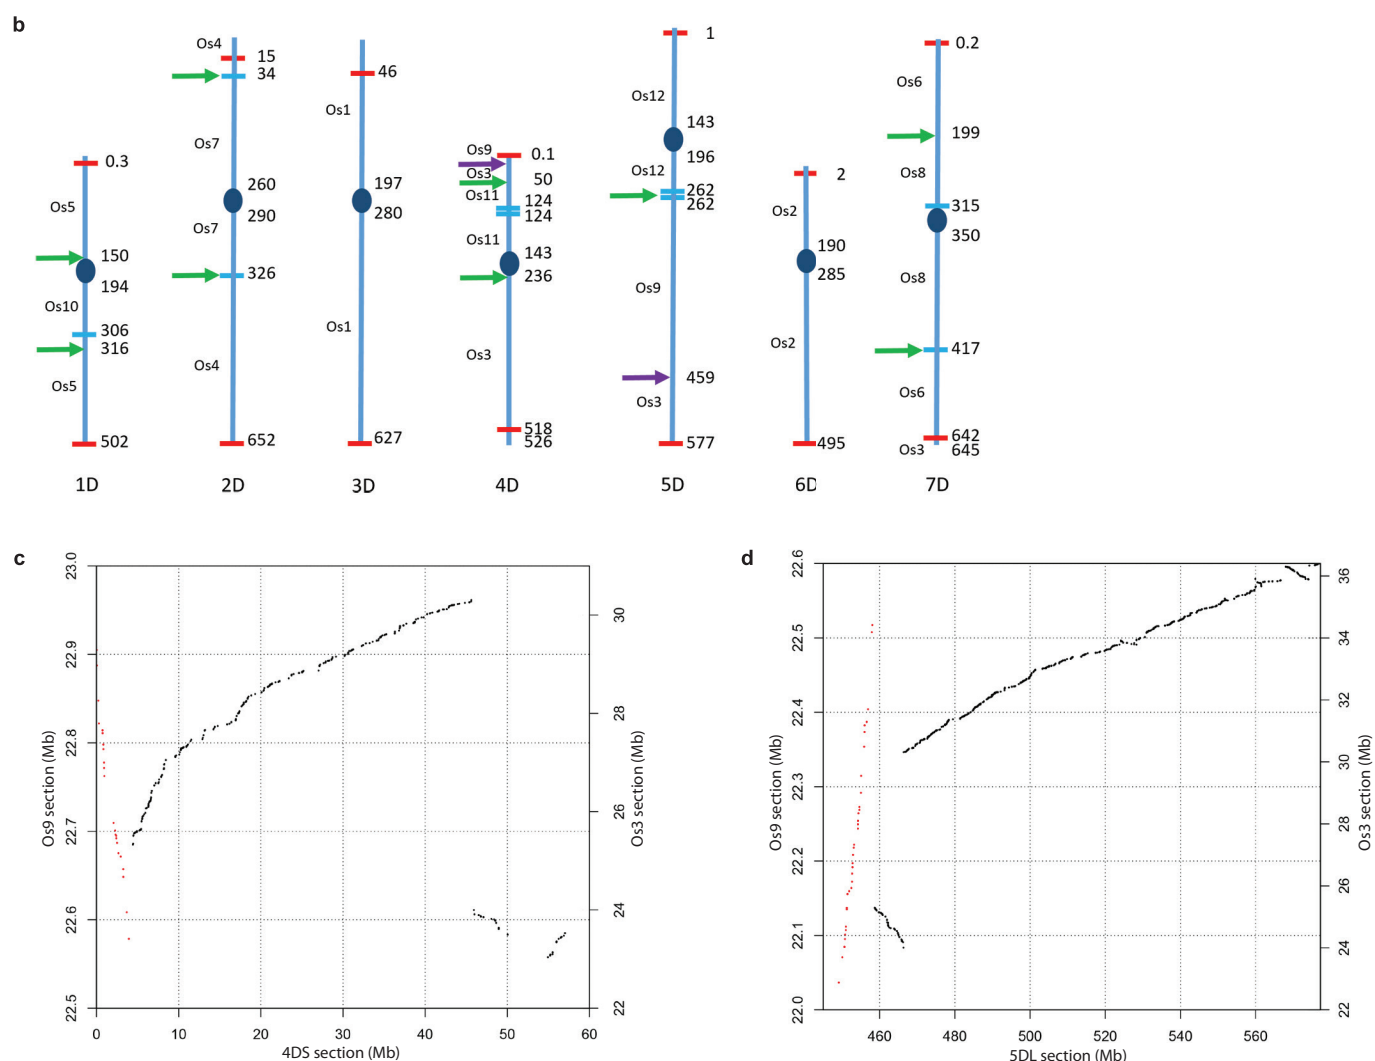 b
Os5
0.3
150
194
Os10
306
316
Os5
502
1D
Os4
15
34
Os7
260
290
Os7
326
Os4
652
2D
46
Os1
197
280
Os1
627
3D
Os9
0.1
Os3
50
Os11
124
124
Os11
143
236
Os3
518
526
4D
1
Os12
143
196
Os12
262
262
Os9
459
Os3
577
5D
2
Os2
190
285
Os2
495
6D
0.2
Os6
199
Os8
315
350
Os8
417
Os6
642
645
Os3
7D
c
23.0
22.9
22.8
22.7
22.6
22.5
Os9 section (Mb)
30
28
26
24
22
Os3 section (Mb)
0 10 20 30 40 50 60
4DS section (Mb)
d
22.6
22.5
22.4
22.3
22.2
22.1
22.0
Os9 section (Mb)
36
34
32
30
28
26
24
22
Os3 section (Mb)
460 480 500 520 540 560
5DL section (Mb)